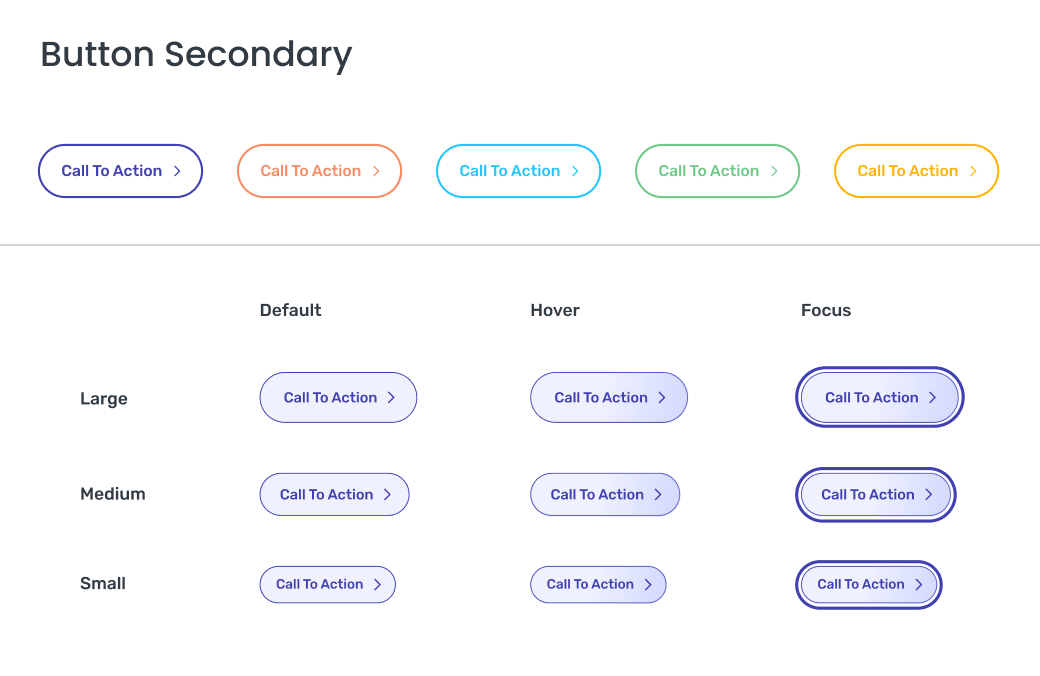 Button Secondary
Call To Action Call To Action Call To Action Call To Action Call To Action
Default Hover Focus
Large Call To Action Call To Action Call To Action
Medium Call To Action Call To Action Call To Action
Small Call To Action Call To Action Call To Action